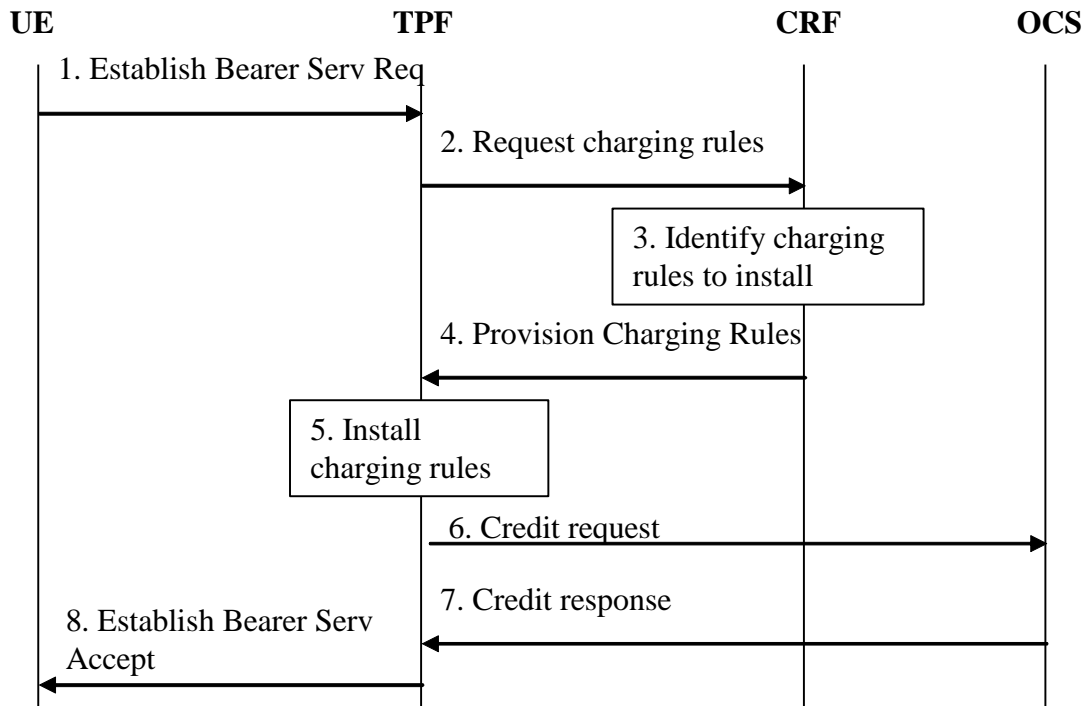 UE TPF CRF OCS
1. Establish Bearer Serv Req
2. Request charging rules
3. Identify charging
rules to install
4. Provision Charging Rules
5. Install
charging rules
6. Credit request
7. Credit response
8. Establish Bearer Serv
Accept